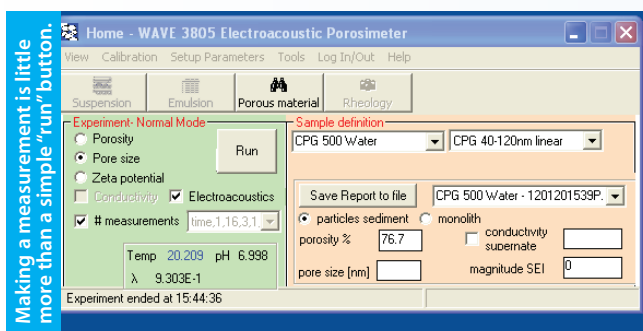 Making a measurement is little
more than a simple "run" button.
Home - WAVE 3805 Electroacoustic Porosimeter
View Calibration Setup Parameters Tools Log In/Out Help
Suspension Emulsion Porous material Rheology
Experiment- Normal Mode
Porosity
Pore size
Zeta potential
Run
Conductivity Electroacoustics
# measurements time,1,16,3,1.
Temp 20.209 pH 6.998
λ 9.303E-1
Sample definition
CPG 500 Water CPG 40-120nm linear
Save Report to file CPG 500 Water - 1201201539P.
particles sediment monolith
porosity % 76.7 conductivity
supernate
pore size [nm] magnitude SEI 0
Experiment ended at 15:44:36